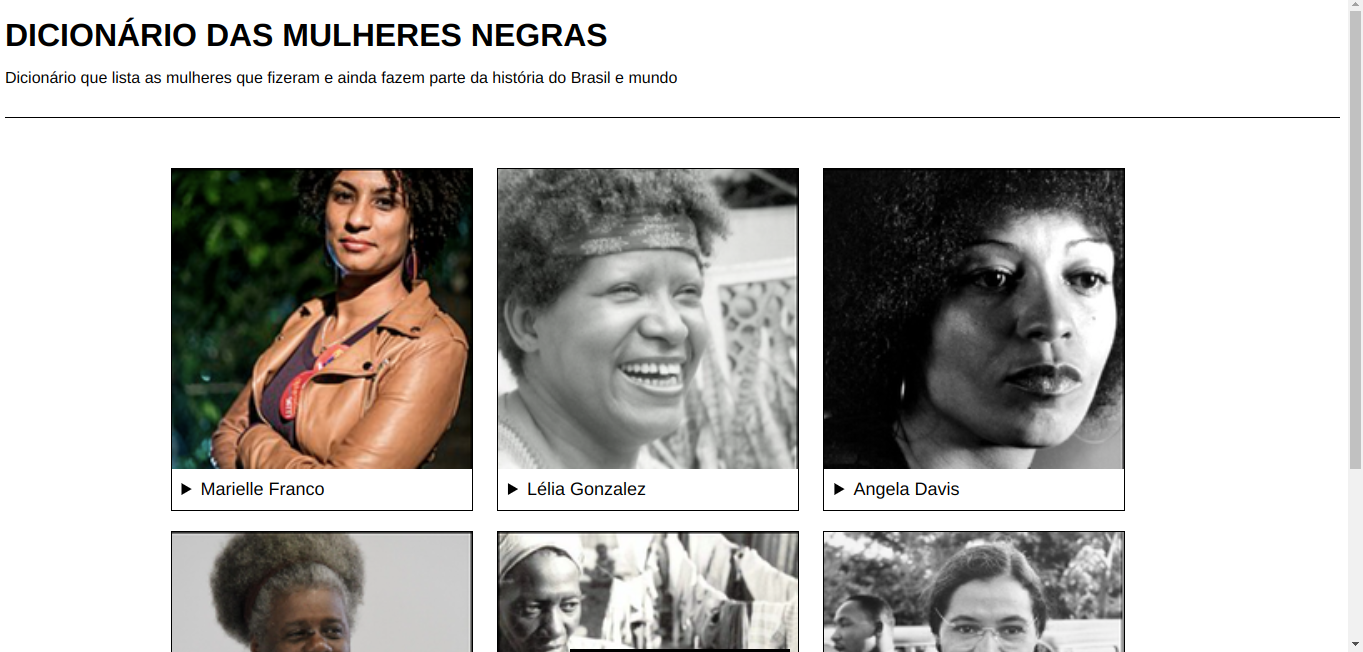 DICIONÁRIO DAS MULHERES NEGRAS
Dicionário que lista as mulheres que fizeram e ainda fazem parte da história do Brasil e mundo
Marielle Franco
Lélia Gonzalez
Angela Davis